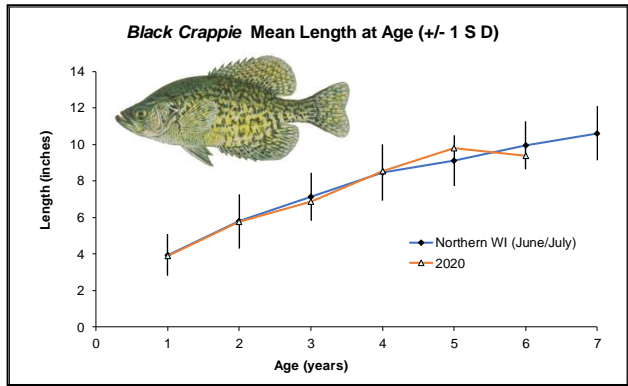 Black Crappie Mean Length at Age (+/- 1 S D)
Length (inches)
14
12
10
8
6
4
2
0
Northern WI (June/July)
2020
0 1 2 3 4 5 6 7
Age (years)